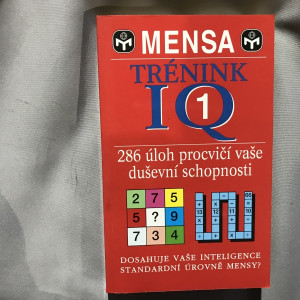 MENSA
TRÉNINK
IQ 1
286 úloh procvičí vaše
duševní schopnosti
2 7 5
5 ? 9
7 3 4
DOSAHUJE VAŠE INTELIGENCE
STANDARDNÍ ÚROVNĚ MENSY?